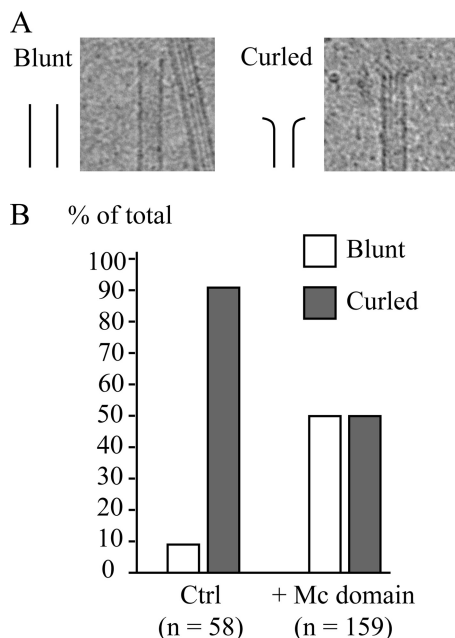 A
Blunt
Curled
B
% of total
Blunt
Curled
100
90
80
70
60
50
40
30
20
10
0
Ctrl
+ Mc domain
(n = 58)
(n = 159)